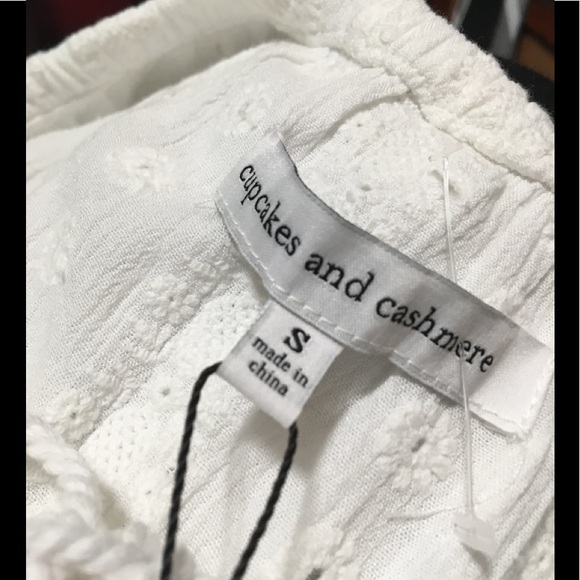 cupcakes and cashmere
S
made in
china